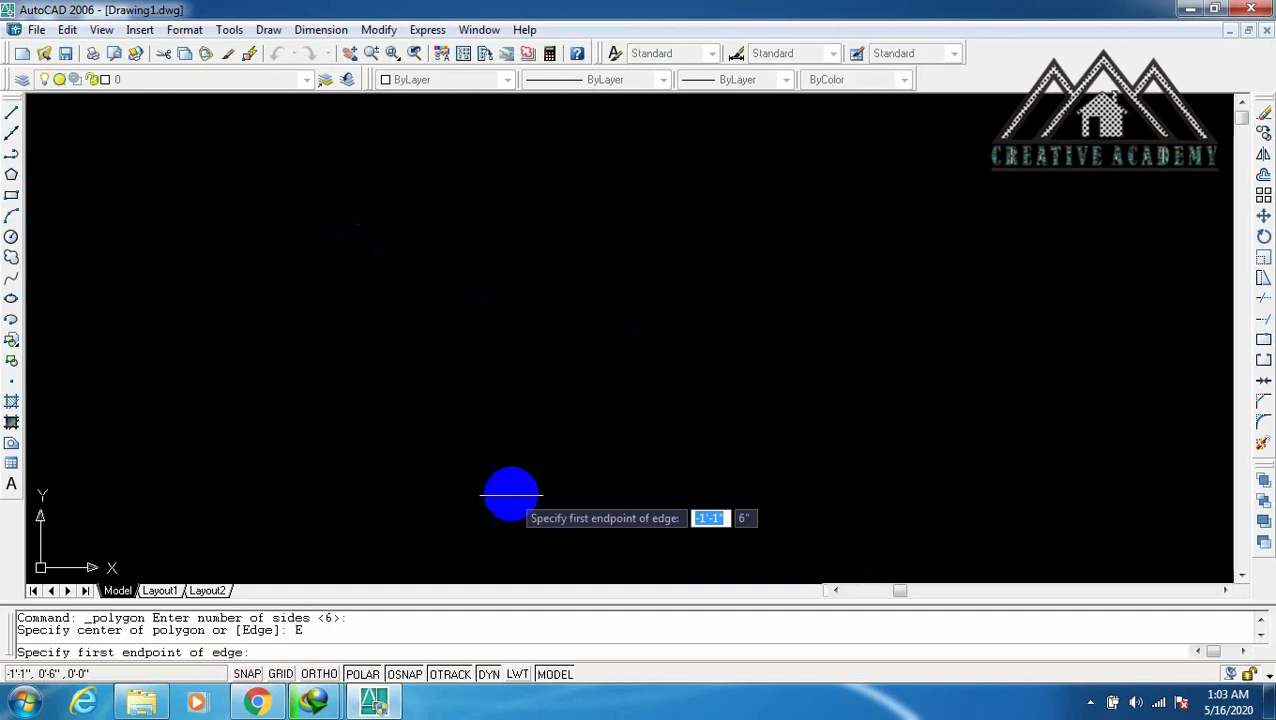 AutoCAD 2006 - [Drawing1.dwg]
File Edit View Insert Format Tools Draw Dimension Modify Express Window Help
Standard Standard Standard
0 ByLayer ByLayer ByLayer ByColor
CREATIVE ACADEMY
A
Specify first endpoint of edge: -1'-1" 6"
Y
X
Model Layout1 Layout2
Command: _polygon Enter number of sides <6>:
Specify center of polygon or [Edge]: E
Specify first endpoint of edge:
-1'-1", 0'-6" ,0'-0" SNAP GRID ORTHO POLAR OSNAP OTRACK DYN LWT MODEL
1:03 AM
5/16/2020